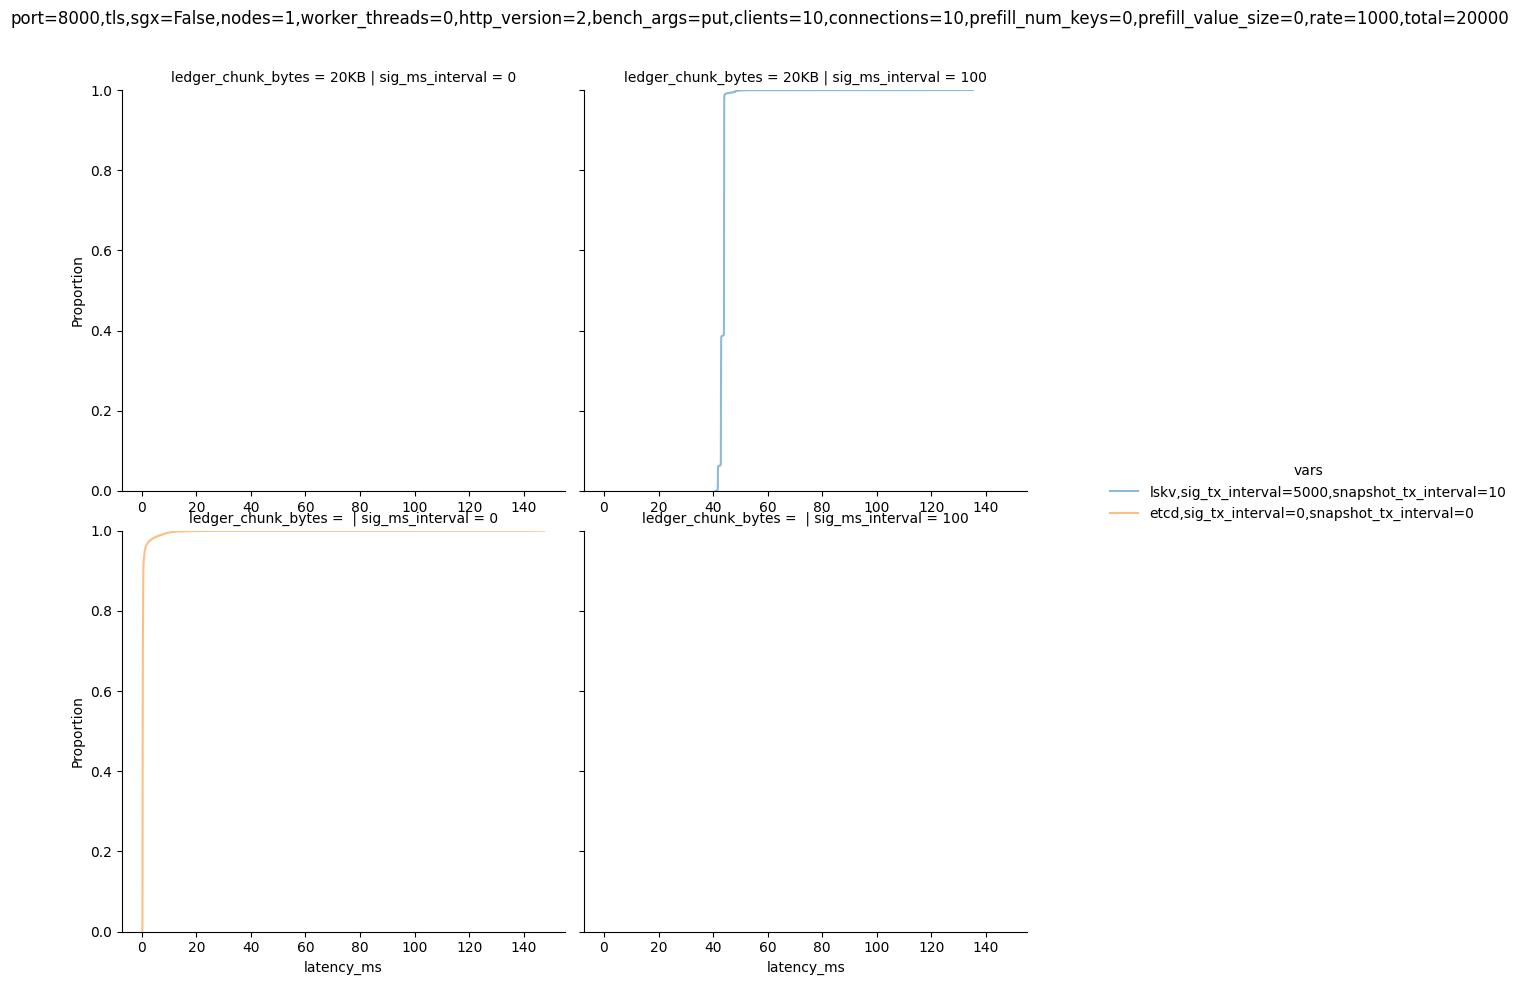 port=8000,tls,sgx=False,nodes=1,worker_threads=0,http_version=2,bench_args=put,clients=10,connections=10,prefill_num_keys=0,prefill_value_size=0,rate=1000,total=20000
ledger_chunk_bytes = 20KB | sig_ms_interval = 0
ledger_chunk_bytes = 20KB | sig_ms_interval = 100
1.0
0.8
0.6
0.4
0.2
0.0
Proportion
0 20 40 60 80 100 120 140
0 20 40 60 80 100 120 140
ledger_chunk_bytes =  | sig_ms_interval = 0
ledger_chunk_bytes =  | sig_ms_interval = 100
1.0
0.8
0.6
0.4
0.2
0.0
Proportion
0 20 40 60 80 100 120 140
0 20 40 60 80 100 120 140
latency_ms
latency_ms
vars
lskv,sig_tx_interval=5000,snapshot_tx_interval=10
etcd,sig_tx_interval=0,snapshot_tx_interval=0